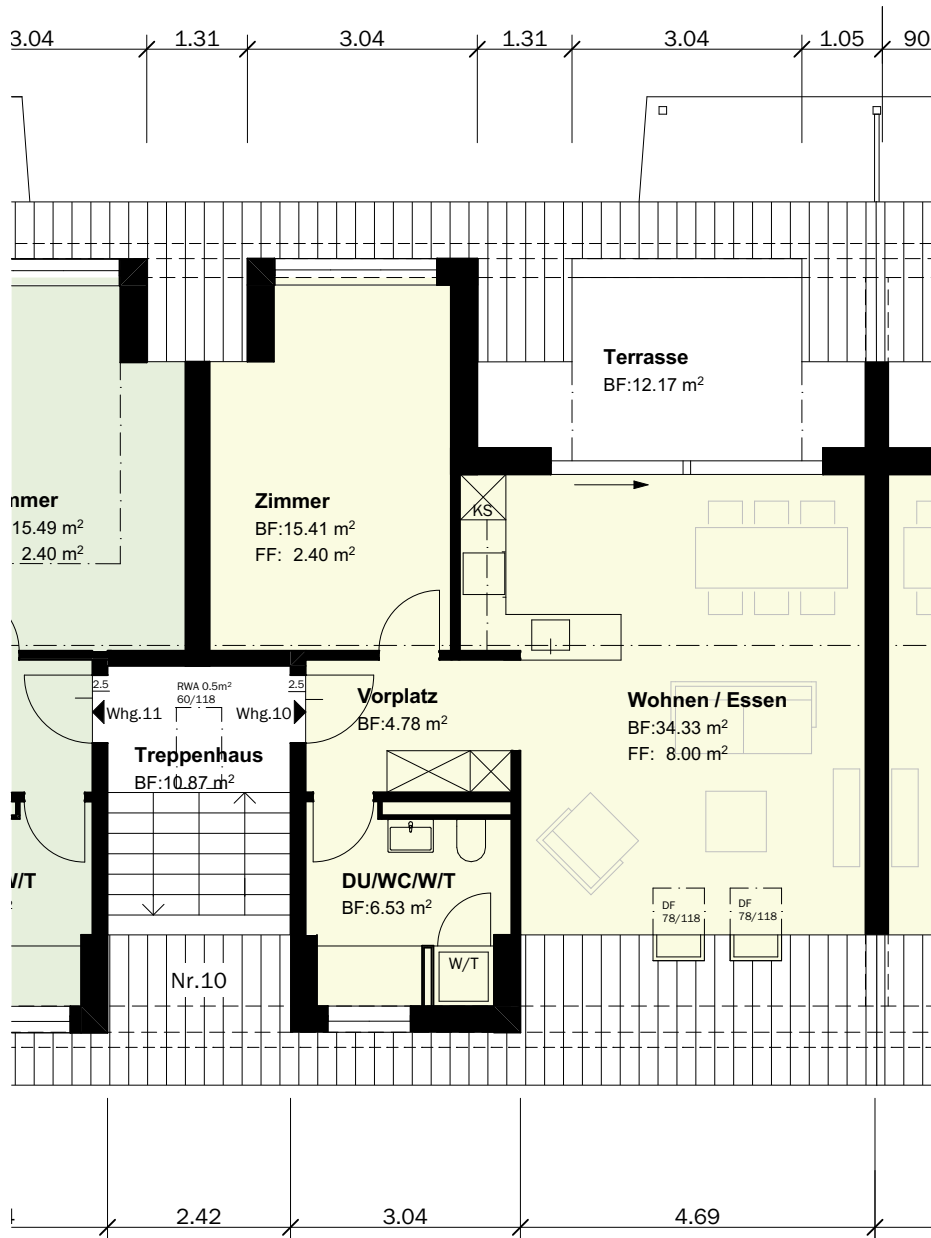 3.04 1.31 3.04 1.31 3.04 1.05 90
Terrasse
BF:12.17 m²
mmer
15.49 m²
2.40 m²
Zimmer
BF:15.41 m²
FF: 2.40 m²
KS
2.5
RWA 0.5m²
60/118
2.5
Whg.11
Whg.10
Treppenhaus
BF:10.87 m²
Vorplatz
BF:4.78 m²
Wohnen / Essen
BF:34.33 m²
FF: 8.00 m²
V/T
²
DU/WC/W/T
BF:6.53 m²
DF
78/118
DF
78/118
W/T
Nr.10
2.42 3.04 4.69